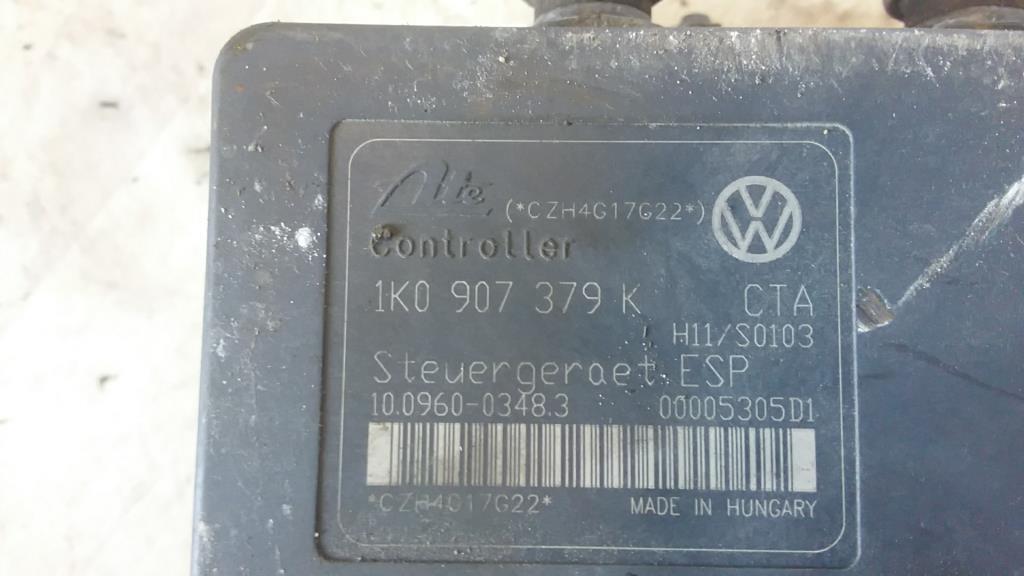 Ate (*CZH4G17G22*)
Controller
1K0 907 379 K CTA
H11/S0103
Steuergeraet ESP
10.0960-0348.3 00005305D1
*CZH4G17G22* MADE IN HUNGARY